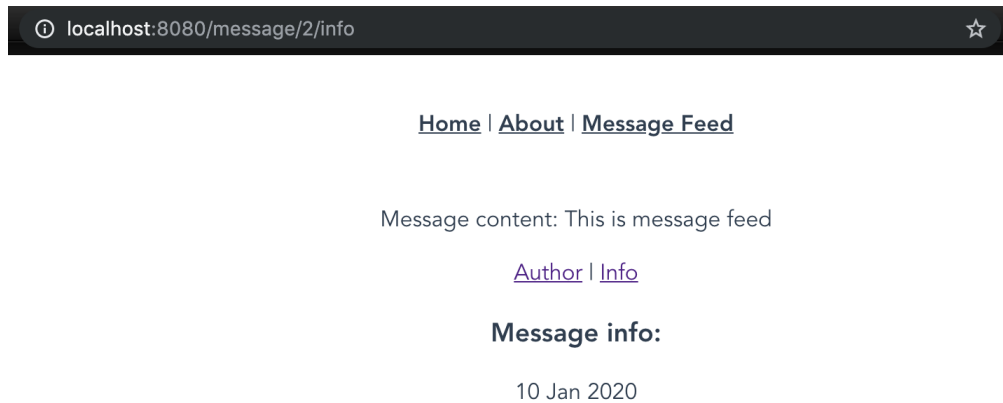 localhost:8080/message/2/info
Home | About | Message Feed
Message content: This is message feed
Author | Info
Message info:
10 Jan 2020